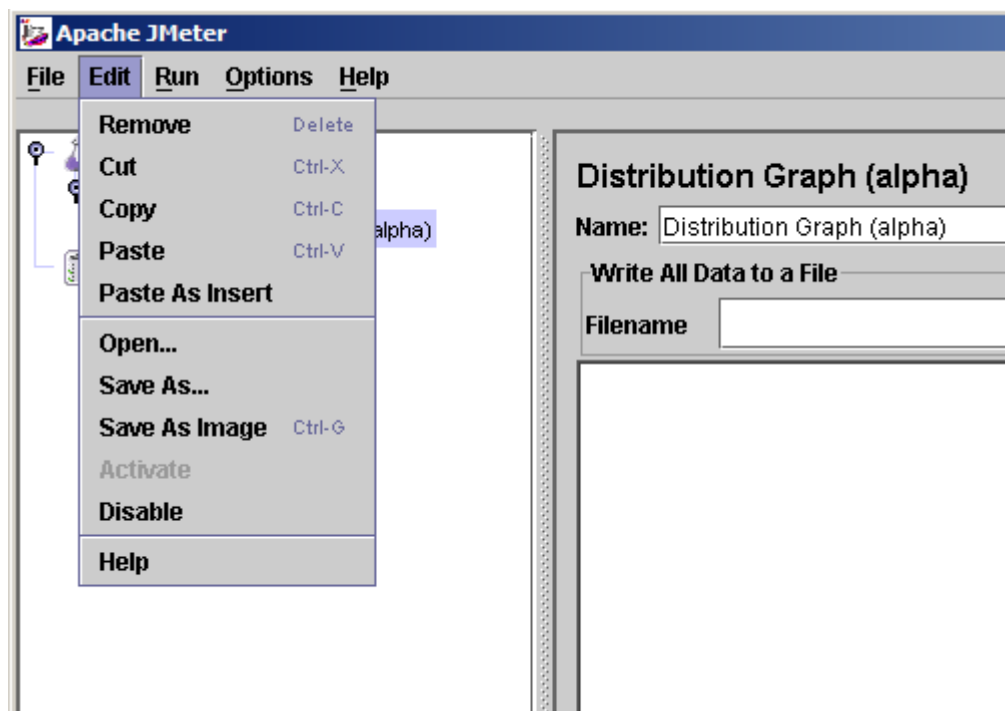 Apache JMeter
File Edit Run Options Help
Remove Delete
Cut Ctrl-X
Copy Ctrl-C
Paste Ctrl-V
Paste As Insert
Open...
Save As...
Save As Image Ctrl-G
Activate
Disable
Help
alpha)
Distribution Graph (alpha)
Name: Distribution Graph (alpha)
Write All Data to a File
Filename